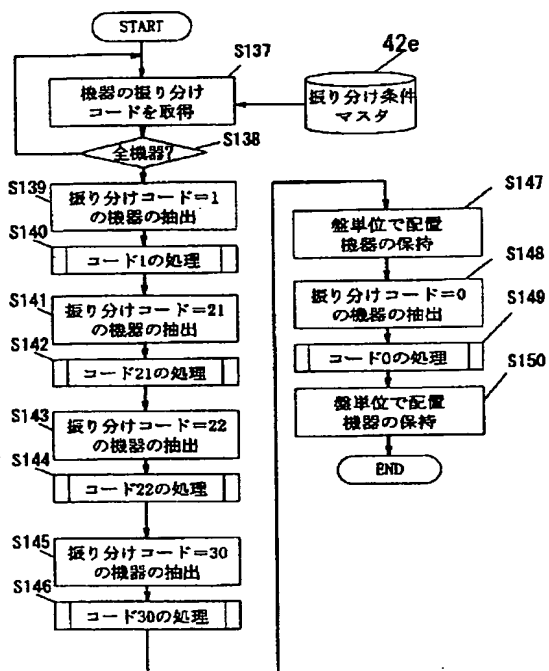 START
S137
機器の振り分け
コードを取得
42e
振り分け条件
マスタ
S138
全機器?
S139
振り分けコード=1
の機器の抽出
S140
コード1の処理
S141
振り分けコード=21
の機器の抽出
S142
コード21の処理
S143
振り分けコード=22
の機器の抽出
S144
コード22の処理
S145
振り分けコード=30
の機器の抽出
S146
コード30の処理
S147
盤単位で配置
機器の保持
S148
振り分けコード=0
の機器の抽出
S149
コード0の処理
S150
盤単位で配置
機器の保持
END